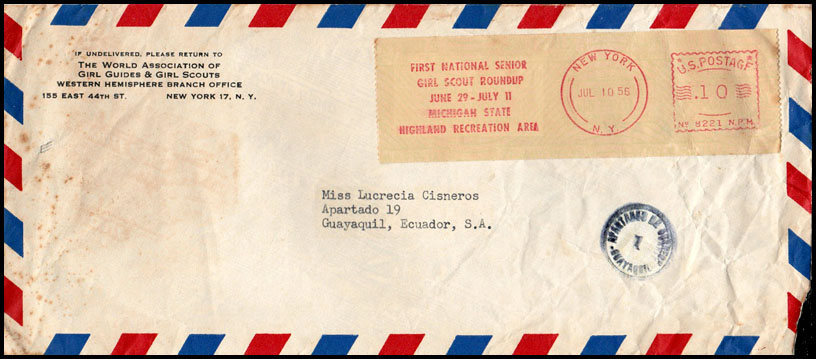 IF UNDELIVERED, PLEASE RETURN TO
THE WORLD ASSOCIATION OF
GIRL GUIDES & GIRL SCOUTS
WESTERN HEMISPHERE BRANCH OFFICE
155 EAST 44TH ST. NEW YORK 17, N. Y.
FIRST NATIONAL SENIOR
GIRL SCOUT ROUNDUP
JUNE 29-JULY 11
MICHIGAN STATE
HIGHLAND RECREATION AREA
NEW YORK
JUL 10 56
N.Y.
U.S. POSTAGE
.10
No 8221 N.P.M.
Miss Lucrecia Cisneros
Apartado 19
Guayaquil, Ecuador, S.A.
1
GUAYAQUIL